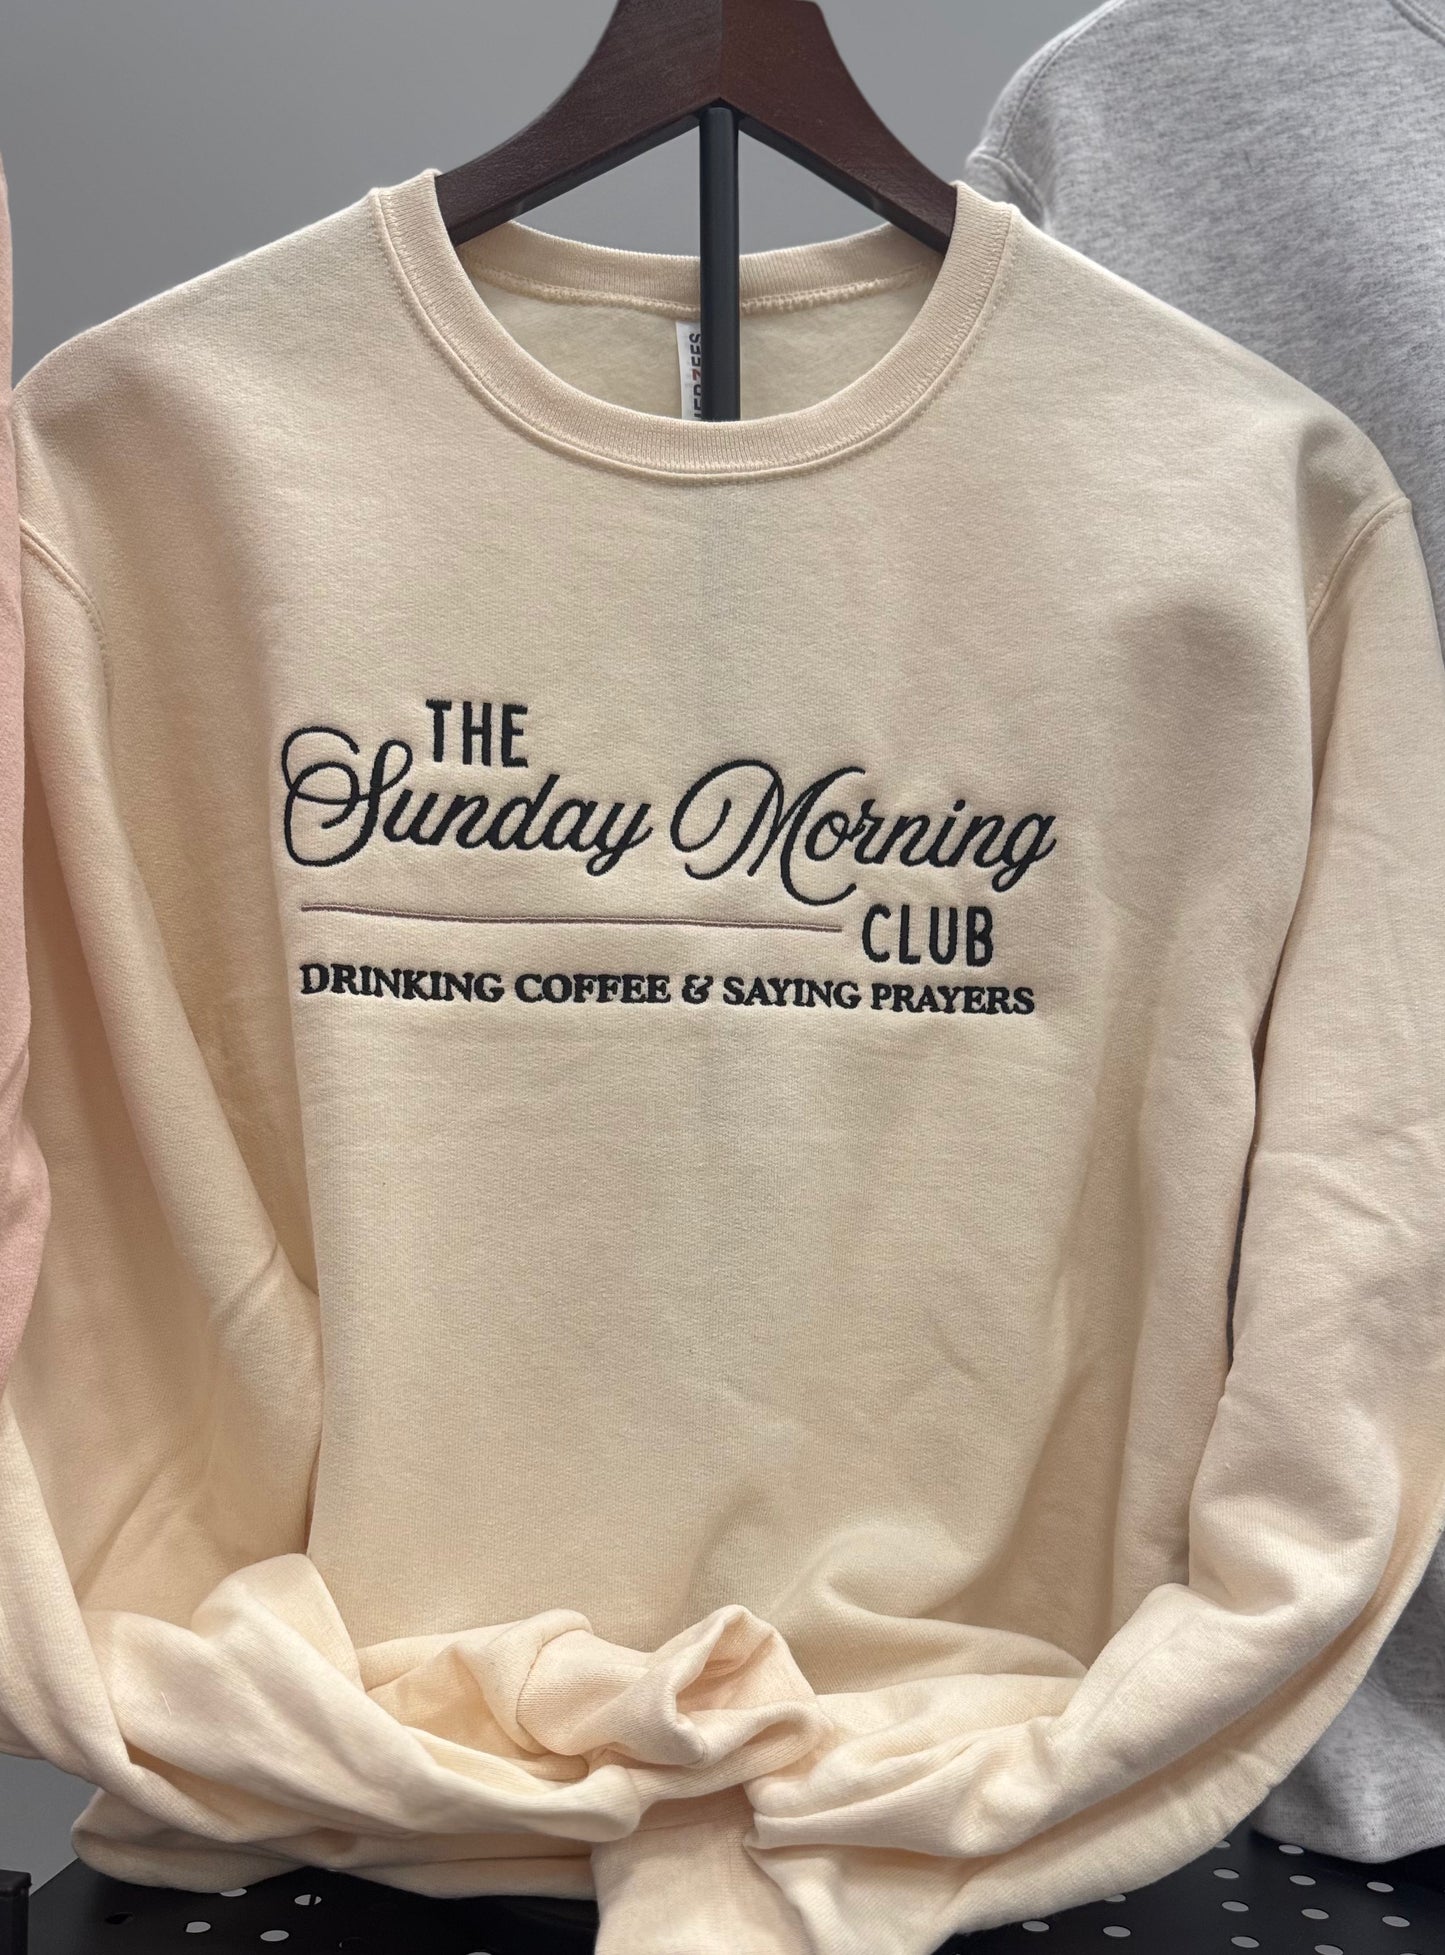 THE
Sunday Morning
CLUB
DRINKING COFFEE & SAYING PRAYERS